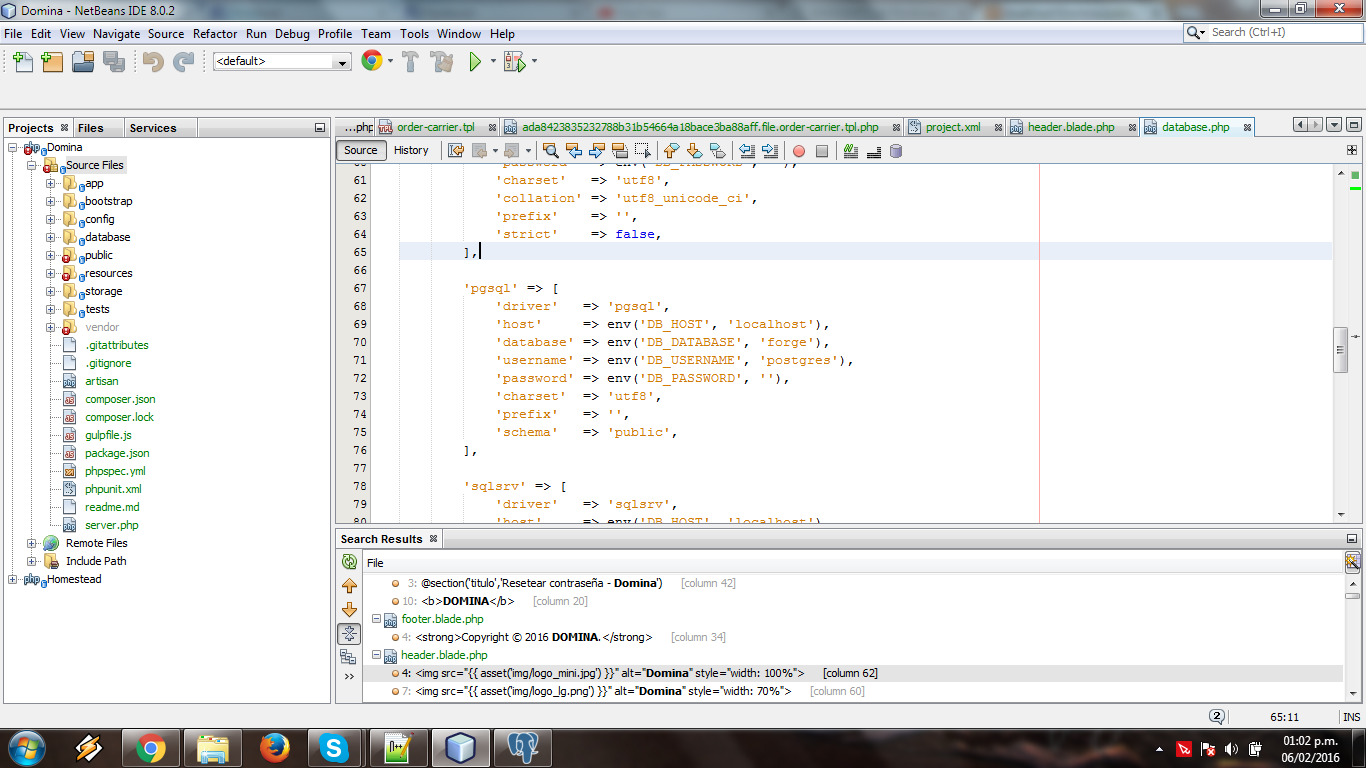 Domina - NetBeans IDE 8.0.2
File Edit View Navigate Source Refactor Run Debug Profile Team Tools Window Help
Search (Ctrl+I)
<default>
Projects Files Services
Domina
Source Files
app
bootstrap
config
database
public
resources
storage
tests
vendor
.gitattributes
.gitignore
artisan
composer.json
composer.lock
gulpfile.js
package.json
phpspec.yml
phpunit.xml
readme.md
server.php
Remote Files
Include Path
Homestead
...php order-carrier.tpl ada8423835232788b31b54664a18bace3ba88aff.file.order-carrier.tpl.php project.xml header.blade.php database.php
Source History
60 'password' => env('DB_PASSWORD', ''),
61 'charset' => 'utf8',
62 'collation' => 'utf8_unicode_ci',
63 'prefix' => '',
64 'strict' => false,
65 ],
66
67 'pgsql' => [
68 'driver' => 'pgsql',
69 'host' => env('DB_HOST', 'localhost'),
70 'database' => env('DB_DATABASE', 'forge'),
71 'username' => env('DB_USERNAME', 'postgres'),
72 'password' => env('DB_PASSWORD', ''),
73 'charset' => 'utf8',
74 'prefix' => '',
75 'schema' => 'public',
76 ],
77
78 'sqlsrv' => [
79 'driver' => 'sqlsrv',
80 'host' => env('DB_HOST', 'localhost')
Search Results
File
3: @section('titulo','Resetear contraseña - Domina') [column 42]
10: <b>DOMINA</b> [column 20]
footer.blade.php
4: <strong>Copyright © 2016 DOMINA.</strong> [column 34]
header.blade.php
4: <img src="{{ asset('img/logo_mini.jpg') }}" alt="Domina" style="width: 100%"> [column 62]
7: <img src="{{ asset('img/logo_lg.png') }}" alt="Domina" style="width: 70%"> [column 60]
2 65:11 INS
01:02 p.m.
06/02/2016